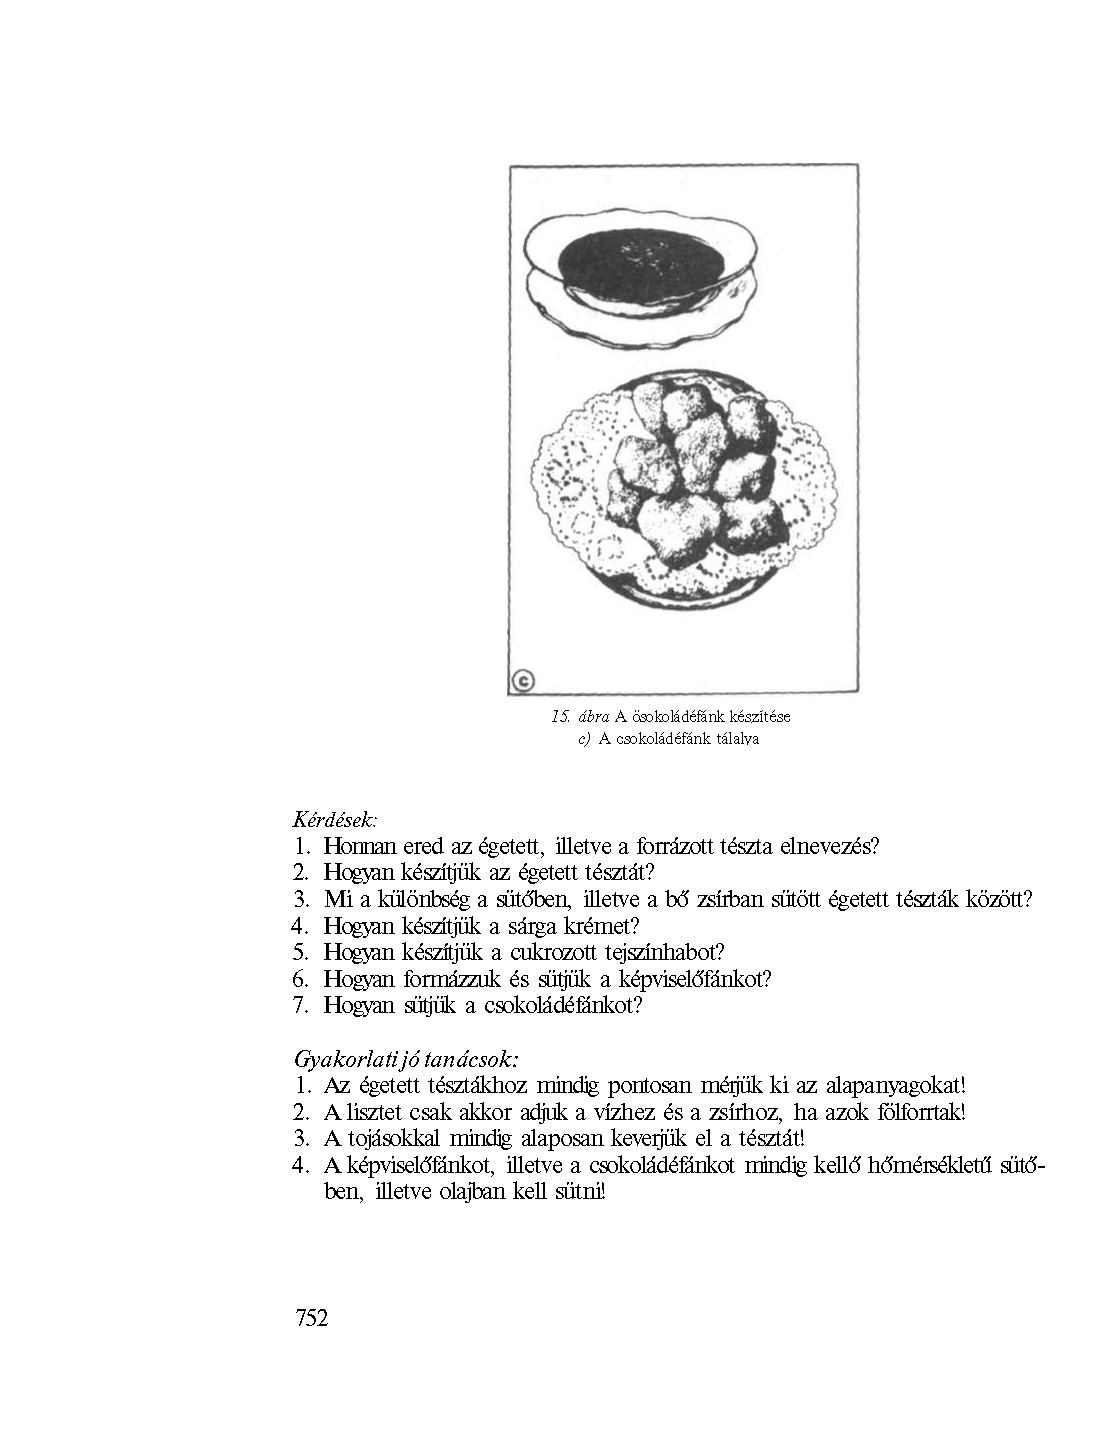 c
15. ábra A ösokoládéfánk készítése
c) A csokoládéfánk tálalya
Kérdések:
1. Honnan ered az égetett, illetve a forrázott tészta elnevezés?
2. Hogyan készítjük az égetett tésztát?
3. Mi a különbség a sütőben, illetve a bő zsírban sütött égetett tészták között?
4. Hogyan készítjük a sárga krémet?
5. Hogyan készítjük a cukrozott tejszínhabot?
6. Hogyan formázzuk és sütjük a képviselőfánkot?
7. Hogyan sütjük a csokoládéfánkot?
Gyakorlati jó tanácsok:
1. Az égetett tésztákhoz mindig pontosan mérjük ki az alapanyagokat!
2. A lisztet csak akkor adjuk a vízhez és a zsírhoz, ha azok fölforrtak!
3. A tojásokkal mindig alaposan keverjük el a tésztát!
4. A képviselőfánkot, illetve a csokoládéfánkot mindig kellő hőmérsékletű sütő-
ben, illetve olajban kell sütni!
752